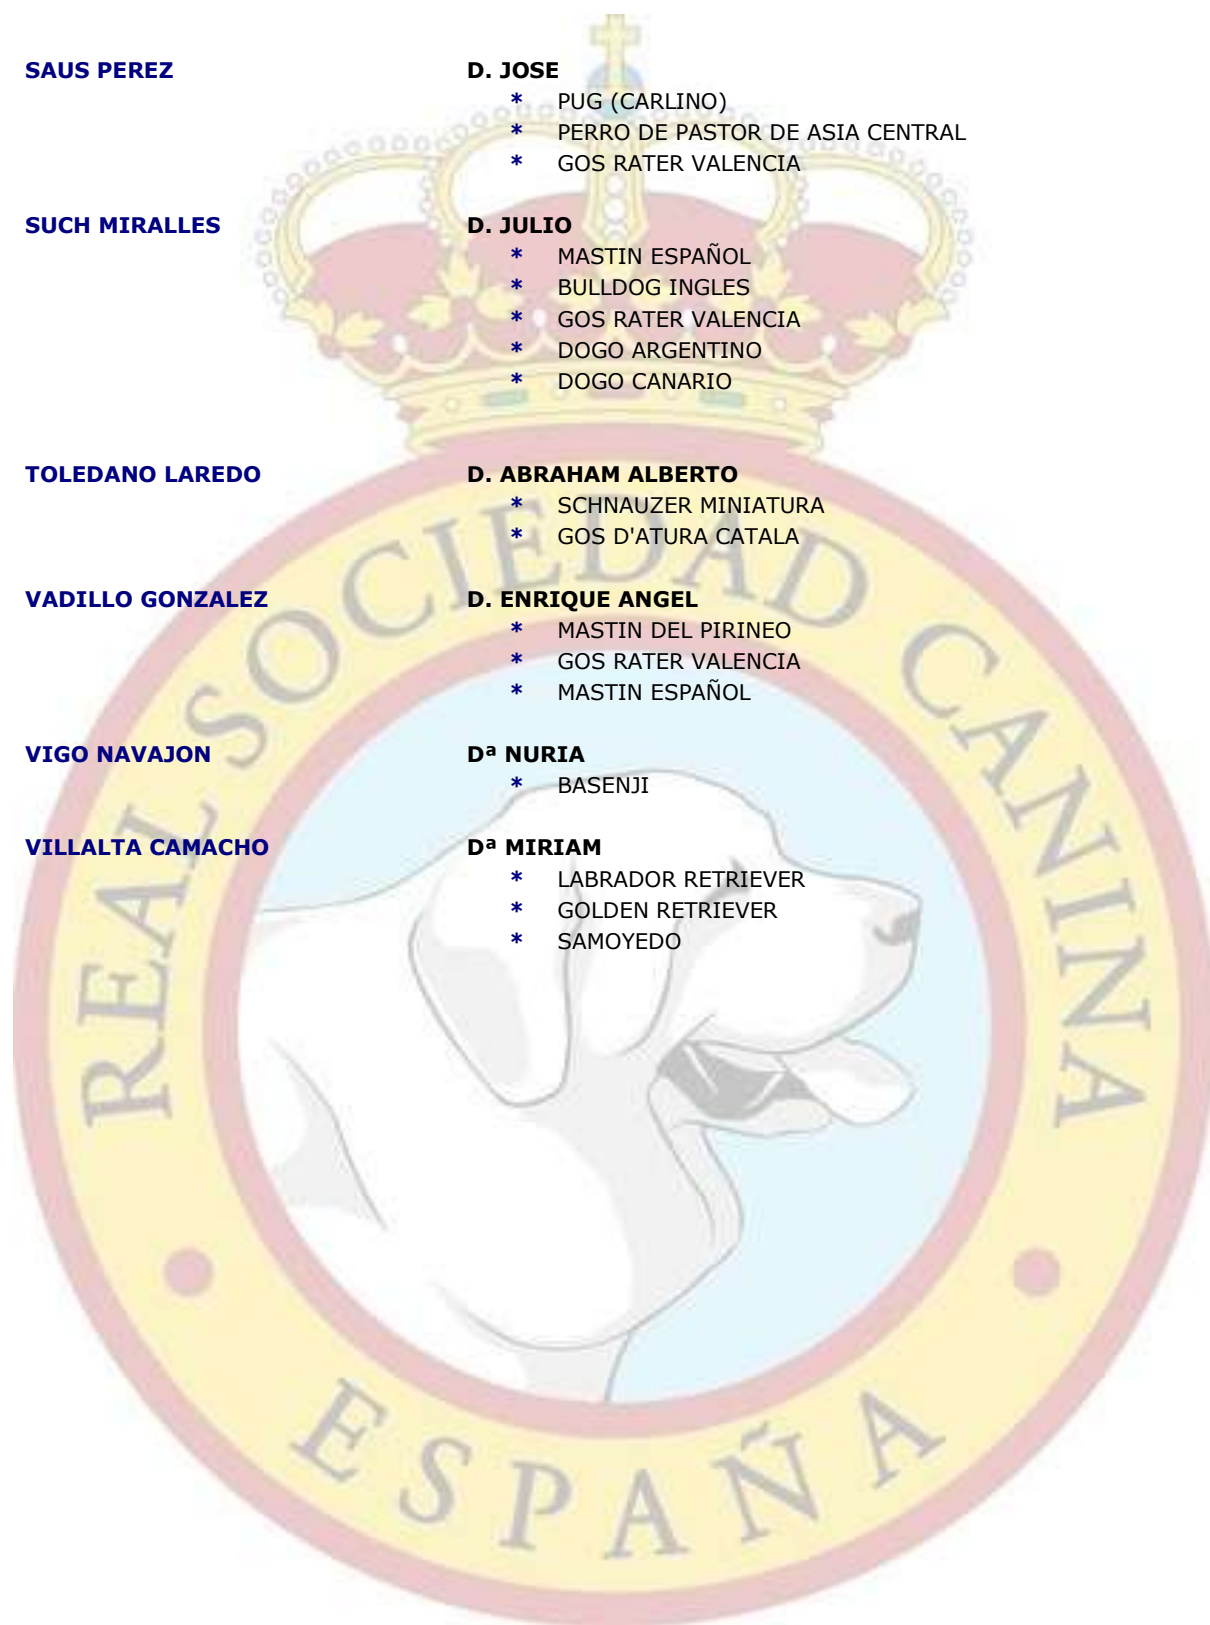 SAUS PEREZ D. JOSE
* PUG (CARLINO)
* PERRO DE PASTOR DE ASIA CENTRAL
* GOS RATER VALENCIA
SUCH MIRALLES D. JULIO
* MASTIN ESPAÑOL
* BULLDOG INGLES
* GOS RATER VALENCIA
* DOGO ARGENTINO
* DOGO CANARIO
TOLEDANO LAREDO D. ABRAHAM ALBERTO
* SCHNAUZER MINIATURA
* GOS D'ATURA CATALA
VADILLO GONZALEZ D. ENRIQUE ANGEL
* MASTIN DEL PIRINEO
* GOS RATER VALENCIA
* MASTIN ESPAÑOL
VIGO NAVAJON Dª NURIA
* BASENJI
VILLALTA CAMACHO Dª MIRIAM
* LABRADOR RETRIEVER
* GOLDEN RETRIEVER
* SAMOYEDO
REAL SOCIEDAD CANINA
ESPAÑA